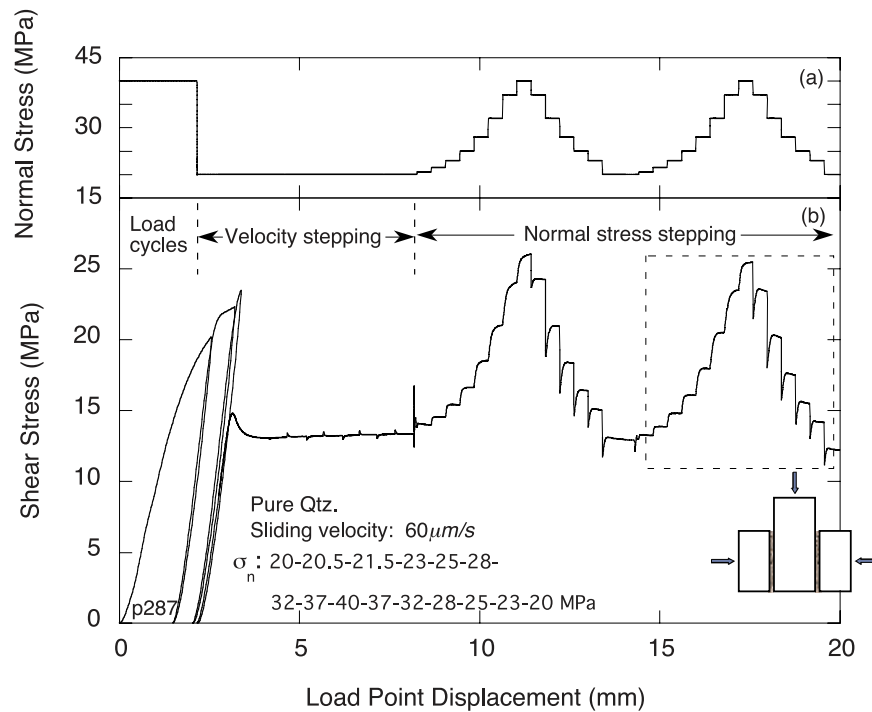 Normal Stress (MPa)
45
30
15
(a)
(b)
Load
cycles
Velocity stepping
Normal stress stepping
Shear Stress (MPa)
25
20
15
10
5
0
Pure Qtz.
Sliding velocity: 60μm/s
σn: 20-20.5-21.5-23-25-28-
32-37-40-37-32-28-25-23-20 MPa
p287
0 5 10 15 20
Load Point Displacement (mm)